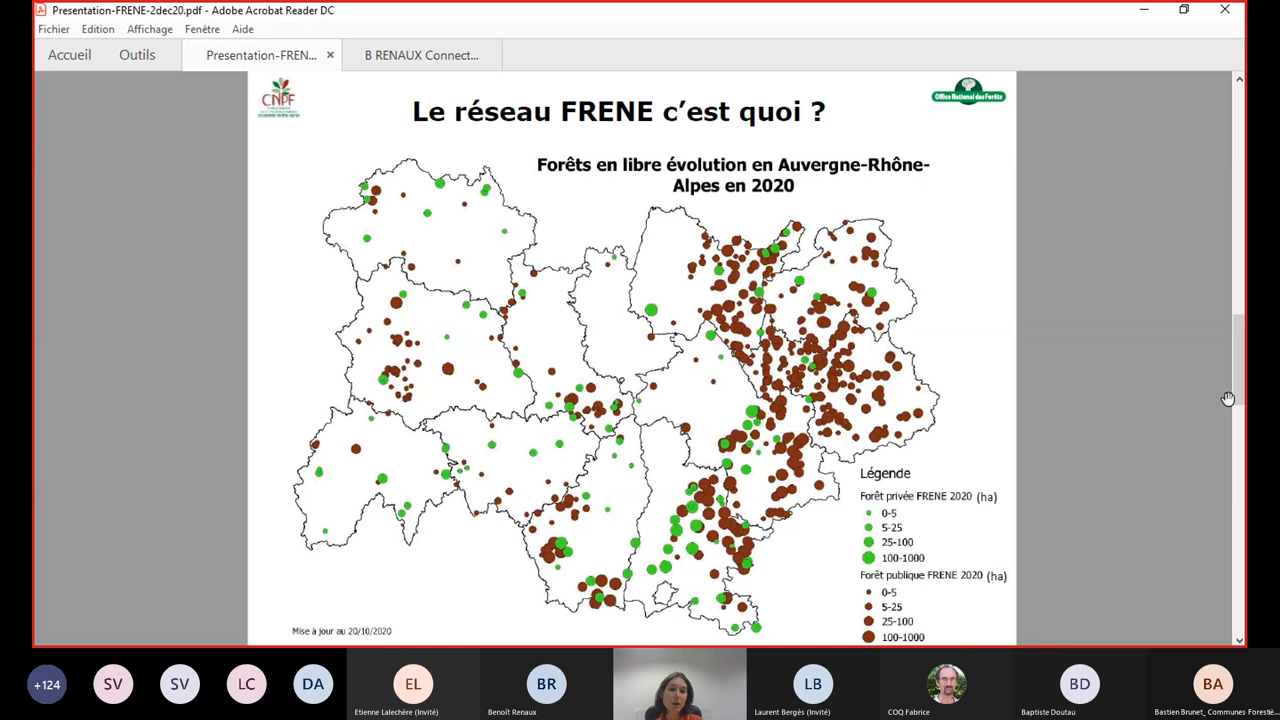 Presentation-FRENE-2dec20.pdf - Adobe Acrobat Reader DC
Fichier Edition Affichage Fenêtre Aide
Accueil Outils Presentation-FREN... × B RENAUX Connect...
CNPF
Office National des Forêts
Le réseau FRENE c'est quoi ?
Forêts en libre évolution en Auvergne-Rhône-
Alpes en 2020
Légende
Forêt privée FRENE 2020 (ha)
0-5
5-25
25-100
100-1000
Forêt publique FRENE 2020 (ha)
0-5
5-25
25-100
100-1000
Mise à jour au 20/10/2020
+124 SV SV LC DA EL BR LB BD BA
Etienne Lalechère (Invité) Benoît Renaux Laurent Bergès (Invité) COQ Fabrice Baptiste Doutau Bastien Brunet_ Communes Forestiè...